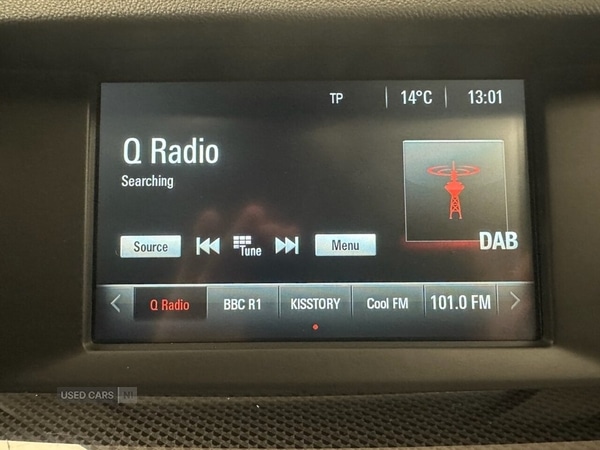 TP 14°C 13:01
Q Radio
Searching
Source Tune Menu
DAB
Q Radio BBC R1 KISSTORY Cool FM 101.0 FM
USED CARS NI